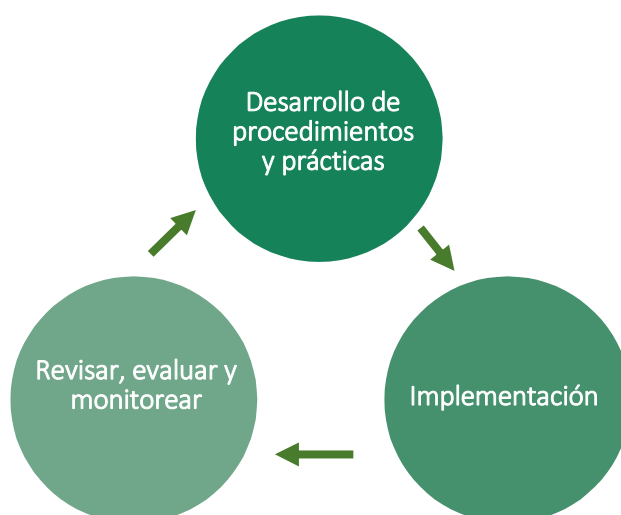 Desarrollo de
procedimientos
y prácticas
Revisar, evaluar y
monitorear
Implementación